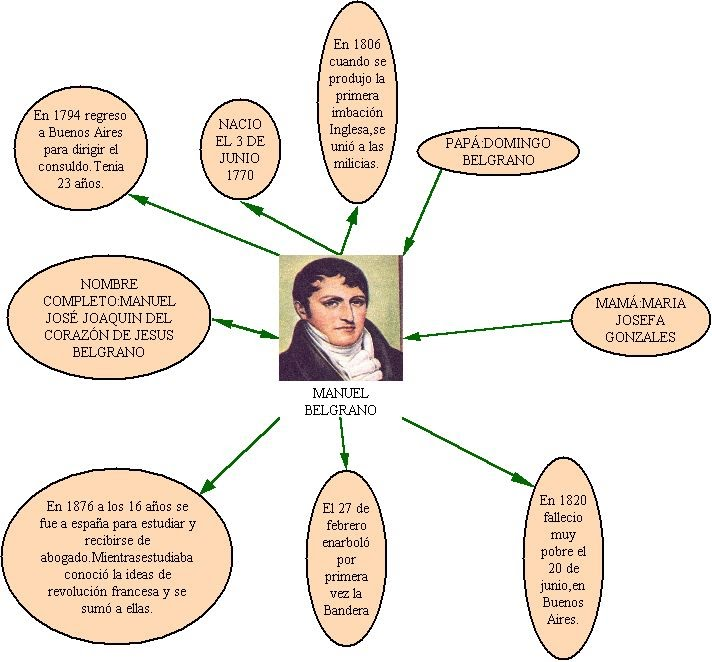 En 1806
cuando se
produjo la
primera
imbación
Inglesa,se
unió a las
milicias.
En 1794 regreso
a Buenos Aires
para dirigir el
consuldo.Tenia
23 años.
NACIO
EL 3 DE
JUNIO
1770
PAPÁ:DOMINGO
BELGRANO
NOMBRE
COMPLETO:MANUEL
JOSÉ JOAQUIN DEL
CORAZÓN DE JESUS
BELGRANO
MAMÁ:MARIA
JOSEFA
GONZALES
MANUEL
BELGRANO
En 1876 a los 16 años se
fue a españa para estudiar y
recibirse de
abogado.Mientrasestudiaba
conoció la ideas de
revolución francesa y se
sumó a ellas.
El 27 de
febrero
enarboló
por
primera
vez la
Bandera
En 1820
fallecio
muy
pobre el
20 de
junio,en
Buenos
Aires.